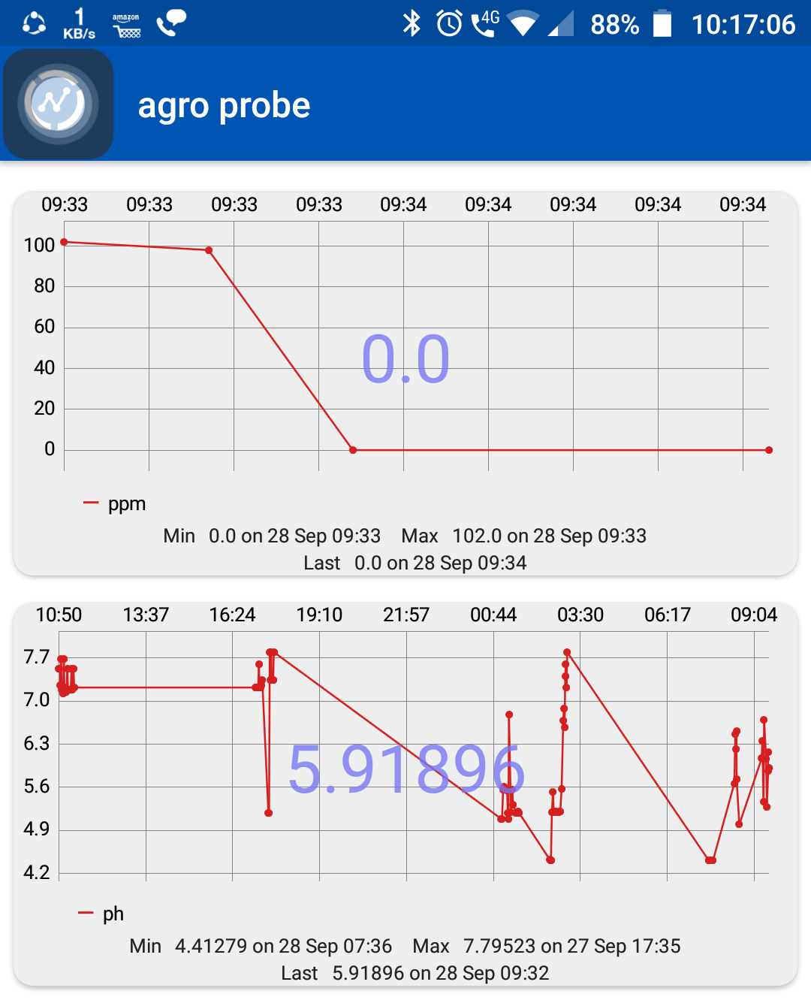 1
KB/s
amazon
4G
88%
10:17:06
agro probe
09:33 09:33 09:33 09:33 09:34 09:34 09:34 09:34 09:34
100
80
60
40
20
0
0.0
ppm
Min 0.0 on 28 Sep 09:33 Max 102.0 on 28 Sep 09:33
Last 0.0 on 28 Sep 09:34
10:50 13:37 16:24 19:10 21:57 00:44 03:30 06:17 09:04
7.7
7.0
6.3
5.6
4.9
4.2
5.91896
ph
Min 4.41279 on 28 Sep 07:36 Max 7.79523 on 27 Sep 17:35
Last 5.91896 on 28 Sep 09:32